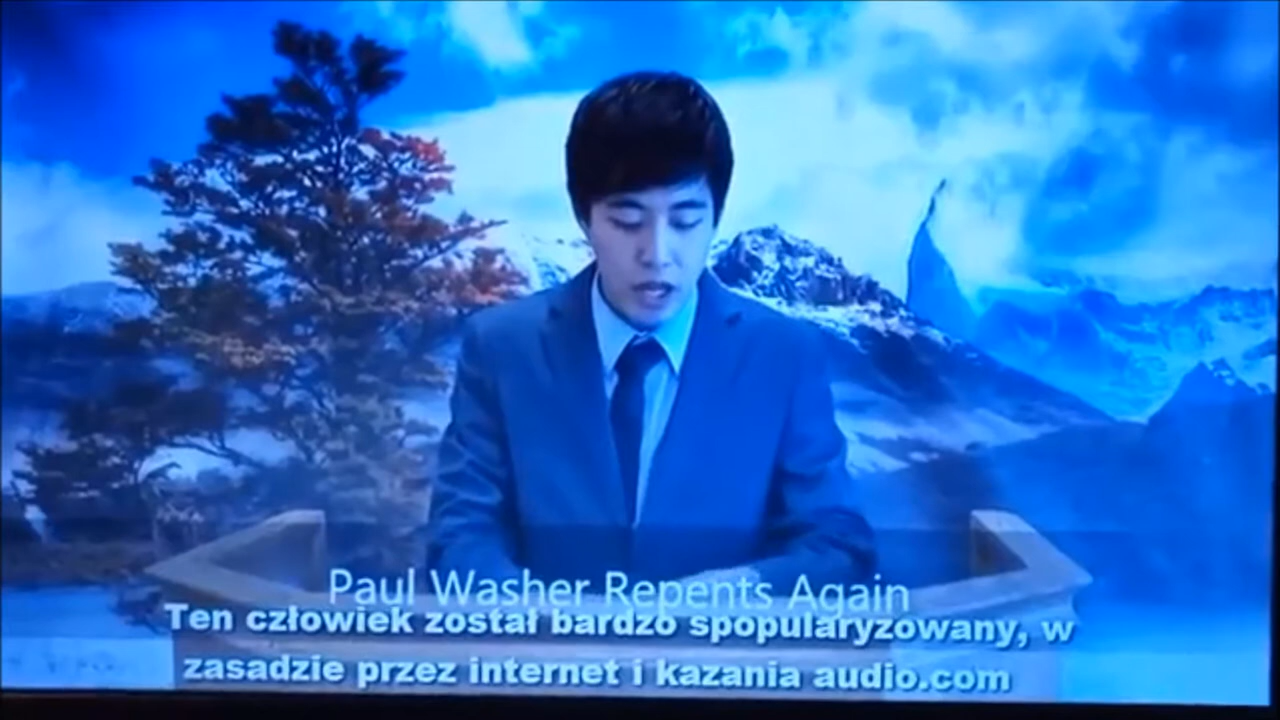 Paul Washer Repents Again
Ten człowiek został bardzo spopularyzowany, w
zasadzie przez internet i kazania audio.com